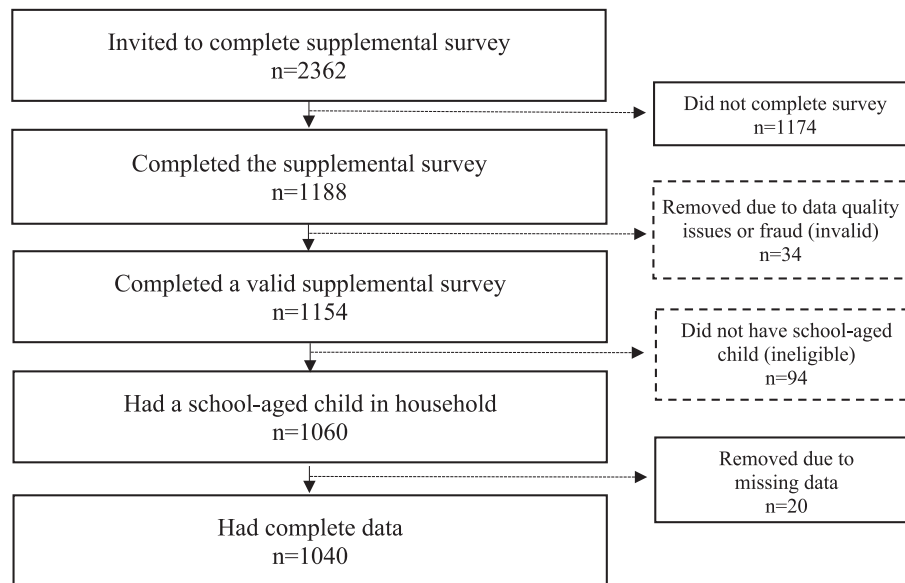 Invited to complete supplemental survey
n=2362
Did not complete survey
n=1174
Completed the supplemental survey
n=1188
Removed due to data quality
issues or fraud (invalid)
n=34
Completed a valid supplemental survey
n=1154
Did not have school-aged
child (ineligible)
n=94
Had a school-aged child in household
n=1060
Removed due to
missing data
n=20
Had complete data
n=1040